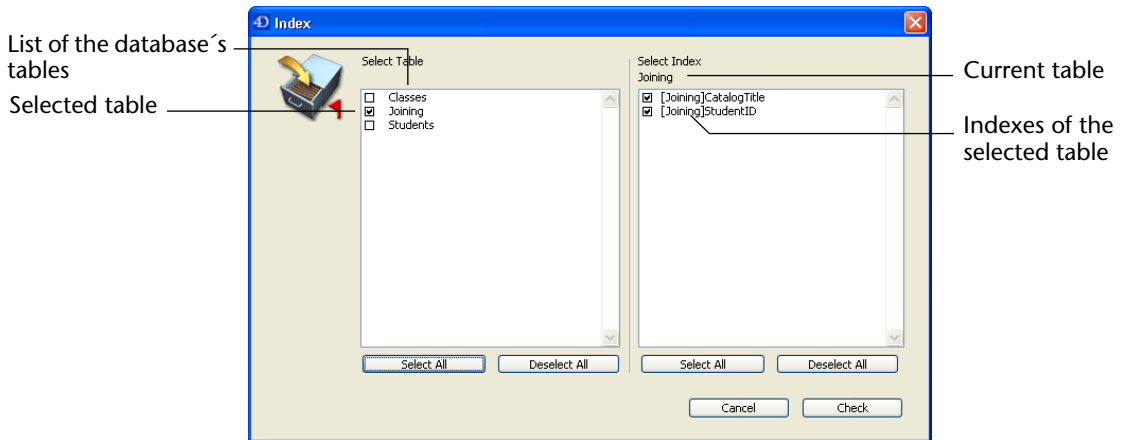 Index
List of the database´s
tables
Selected table
Select Table
Classes
Joining
Students
Select All
Deselect All
Select Index
Joining
[Joining]CatalogTitle
[Joining]StudentID
Select All
Deselect All
Cancel
Check
Current table
Indexes of the
selected table